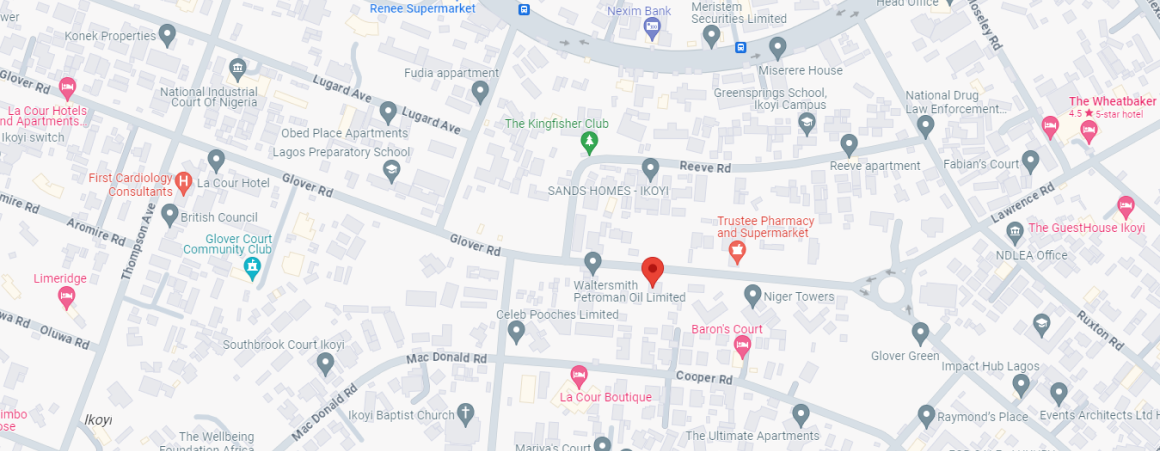 Renee Supermarket
Nexim Bank
Meristem
Securities Limited
Head Office
Moseley Rd
ower
Konek Properties
Miserere House
Glover Rd
Lugard Ave
Fudia appartment
National Industrial
Court Of Nigeria
Greensprings School,
Ikoyi Campus
National Drug
Law Enforcement...
The Wheatbaker
4.5 ★ 5-star hotel
La Cour Hotels
nd Apartments...
Lugard Ave
Obed Place Apartments
The Kingfisher Club
Ikoyi switch
Lagos Preparatory School
Reeve Rd
Reeve apartment
Fabian's Court
First Cardiology
Consultants
La Cour Hotel
Glover Rd
SANDS HOMES - IKOYI
Lawrence Rd
omire Rd
Aromire Rd
British Council
Thompson Ave
Trustee Pharmacy
and Supermarket
The GuestHouse Ikoyi
Glover Court
Community Club
Glover Rd
NDLEA Office
Limeridge
Waltersmith
Petroman Oil Limited
Niger Towers
Celeb Pooches Limited
uwa Rd
Oluwa Rd
Baron's Court
Ruxton Rd
Southbrook Court Ikoyi
Mac Donald Rd
Glover Green
Cooper Rd
Impact Hub Lagos
Mac Donald Rd
La Cour Boutique
imbo
ose
Ikoyi
Ikoyi Baptist Church
Raymond's Place
Events Architects Ltd H
The Wellbeing
Foundation Africa
The Ultimate Apartments
Mariya's Court